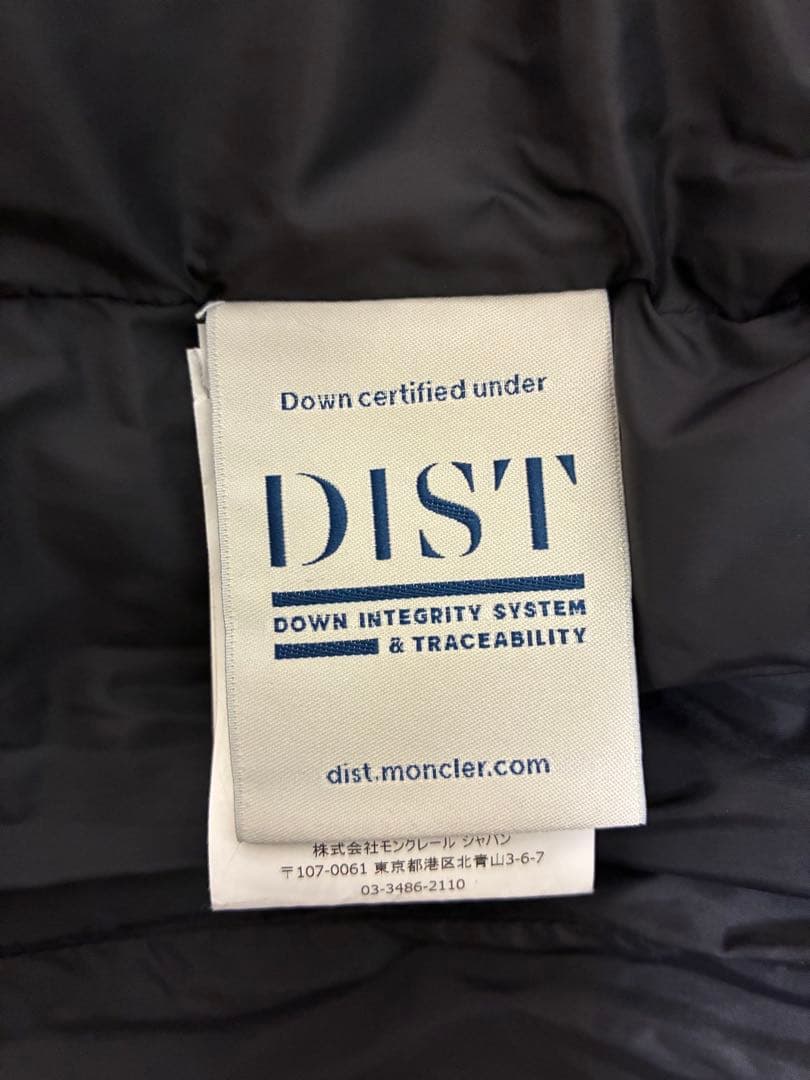 Down certified under
DIST
DOWN INTEGRITY SYSTEM
& TRACEABILITY
dist.moncler.com
株式会社モンクレール ジャパン
〒107-0061 東京都港区北青山3-6-7
03-3486-2110